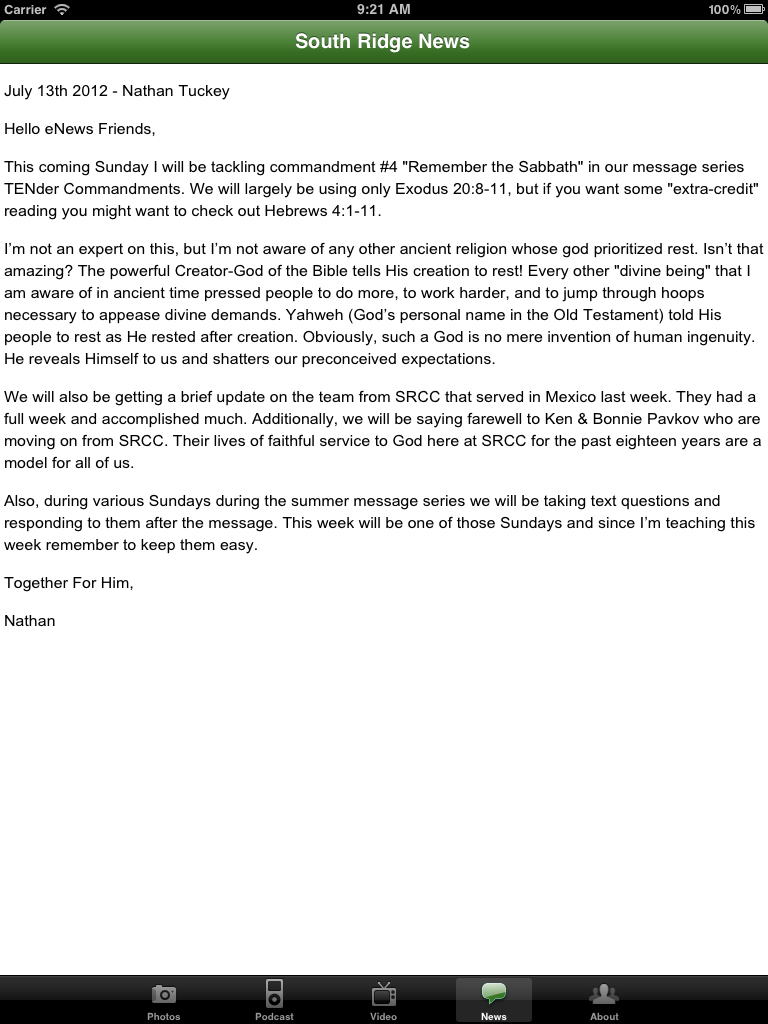 Carrier 9:21 AM 100%
South Ridge News
July 13th 2012 - Nathan Tuckey
Hello eNews Friends,
This coming Sunday I will be tackling commandment #4 "Remember the Sabbath" in our message series
TENder Commandments. We will largely be using only Exodus 20:8-11, but if you want some "extra-credit"
reading you might want to check out Hebrews 4:1-11.
I’m not an expert on this, but I’m not aware of any other ancient religion whose god prioritized rest. Isn’t that
amazing? The powerful Creator-God of the Bible tells His creation to rest! Every other "divine being" that I
am aware of in ancient time pressed people to do more, to work harder, and to jump through hoops
necessary to appease divine demands. Yahweh (God’s personal name in the Old Testament) told His
people to rest as He rested after creation. Obviously, such a God is no mere invention of human ingenuity.
He reveals Himself to us and shatters our preconceived expectations.
We will also be getting a brief update on the team from SRCC that served in Mexico last week. They had a
full week and accomplished much. Additionally, we will be saying farewell to Ken & Bonnie Pavkov who are
moving on from SRCC. Their lives of faithful service to God here at SRCC for the past eighteen years are a
model for all of us.
Also, during various Sundays during the summer message series we will be taking text questions and
responding to them after the message. This week will be one of those Sundays and since I’m teaching this
week remember to keep them easy.
Together For Him,
Nathan
Photos Podcast Video News About